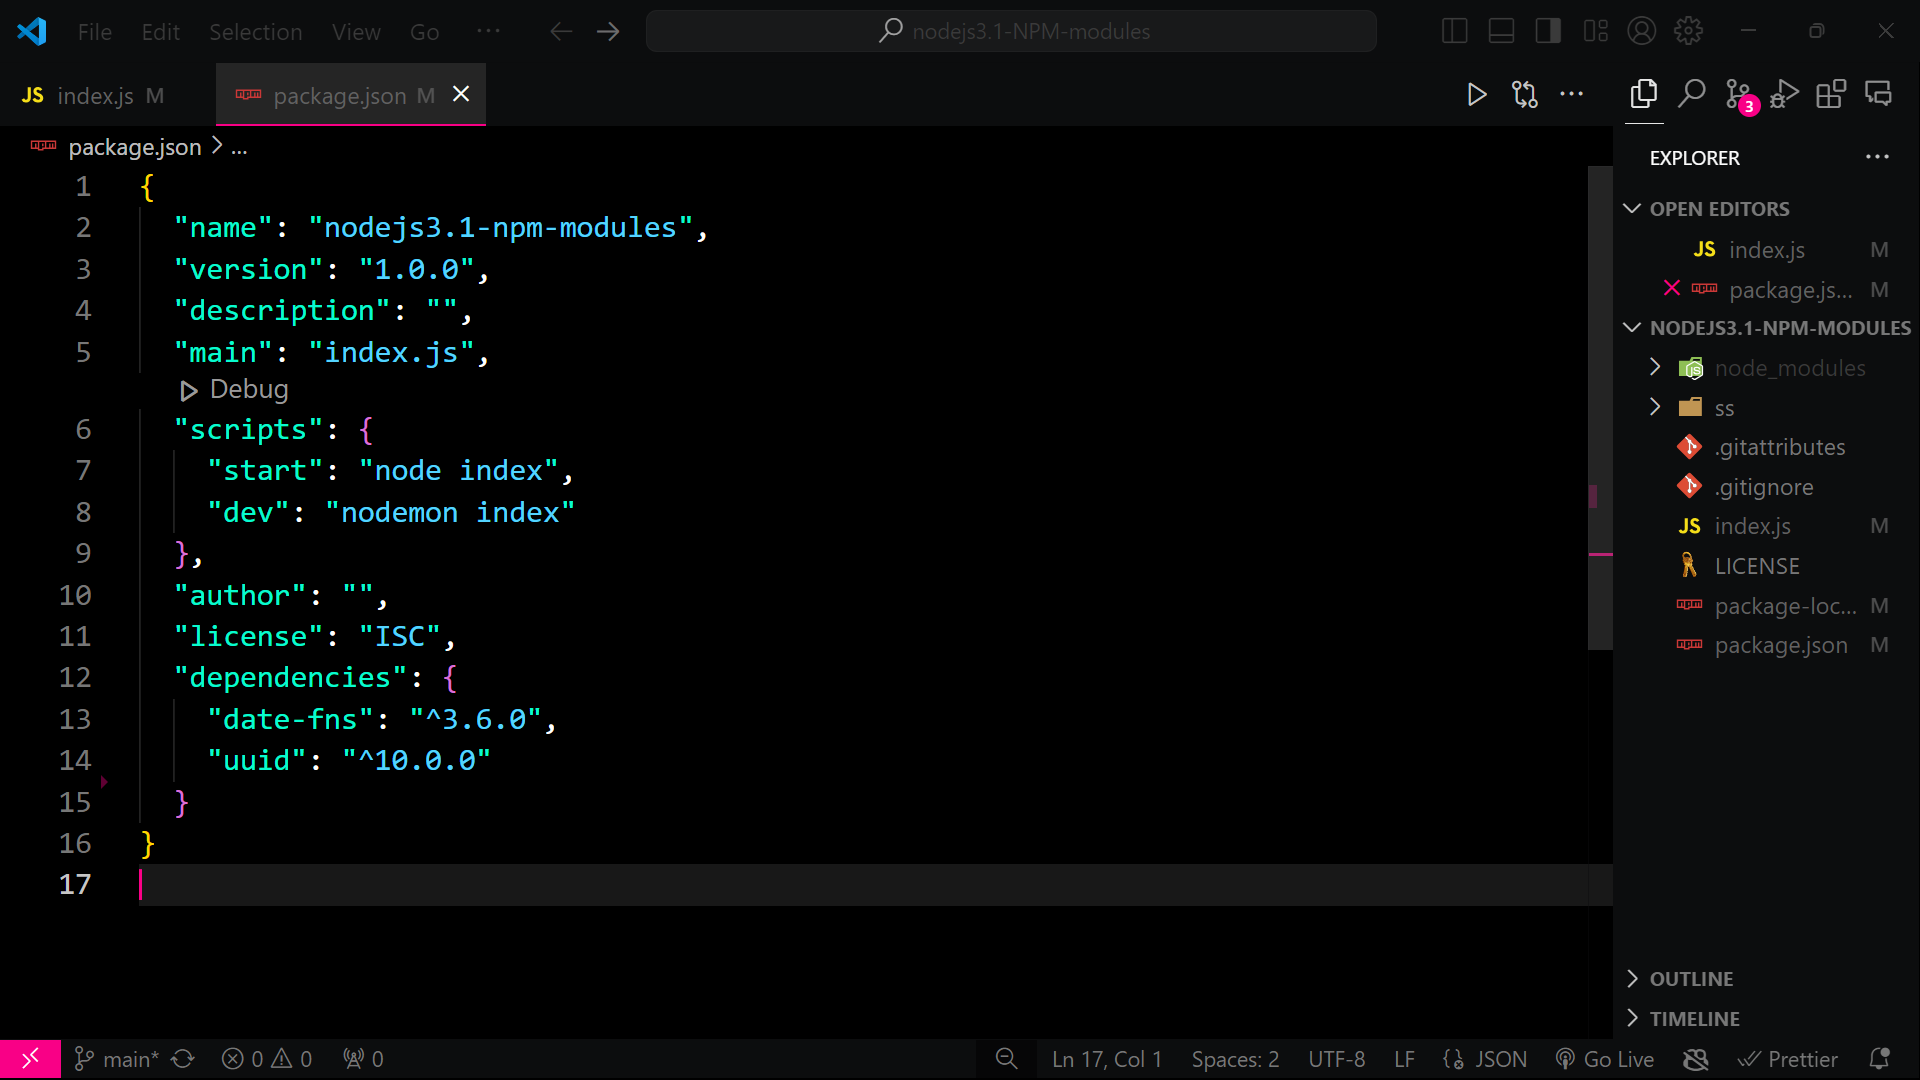 File Edit Selection View Go ··· nodejs3.1-NPM-modules
JS index.js M package.json M
package.json > ...
1 {
2 "name": "nodejs3.1-npm-modules",
3 "version": "1.0.0",
4 "description": "",
5 "main": "index.js",
Debug
6 "scripts": {
7 "start": "node index",
8 "dev": "nodemon index"
9 },
10 "author": "",
11 "license": "ISC",
12 "dependencies": {
13 "date-fns": "^3.6.0",
14 "uuid": "^10.0.0"
15 }
16 }
17
3
EXPLORER
OPEN EDITORS
JS index.js M
package.js... M
NODEJS3.1-NPM-MODULES
node_modules
ss
.gitattributes
.gitignore
JS index.js M
LICENSE
package-loc... M
package.json M
OUTLINE
TIMELINE
main* 0 0 0 Ln 17, Col 1 Spaces: 2 UTF-8 LF JSON Go Live Prettier